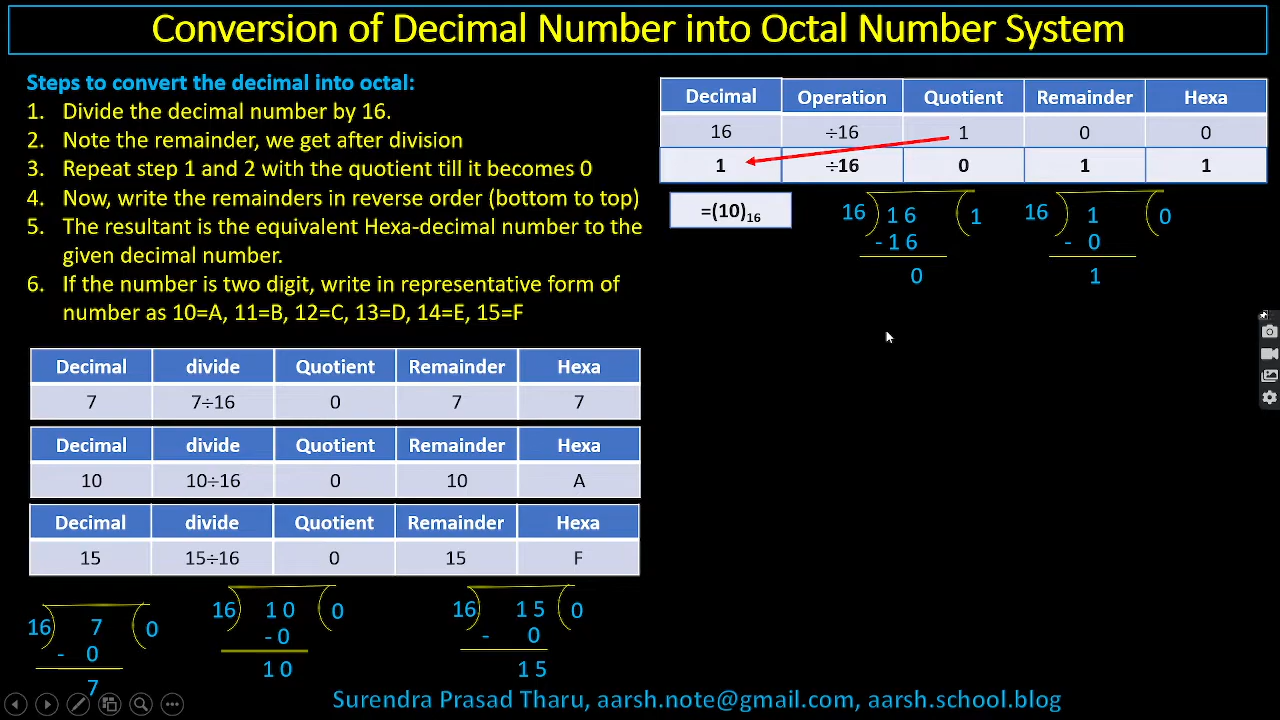 Conversion of Decimal Number into Octal Number System
Steps to convert the decimal into octal:
1. Divide the decimal number by 16.
2. Note the remainder, we get after division
3. Repeat step 1 and 2 with the quotient till it becomes 0
4. Now, write the remainders in reverse order (bottom to top)
5. The resultant is the equivalent Hexa-decimal number to the
given decimal number.
6. If the number is two digit, write in representative form of
number as 10=A, 11=B, 12=C, 13=D, 14=E, 15=F
Decimal divide Quotient Remainder Hexa
7 7÷16 0 7 7
Decimal divide Quotient Remainder Hexa
10 10÷16 0 10 A
Decimal divide Quotient Remainder Hexa
15 15÷16 0 15 F
16 7 0
- 0
7
16 10 0
-0
10
16 15 0
- 0
15
Decimal Operation Quotient Remainder Hexa
16 ÷16 1 0 0
1 ÷16 0 1 1
=(10)₁₆
16 16 1
-16
0
16 1 0
- 0
1
Surendra Prasad Tharu, aarsh.note@gmail.com, aarsh.school.blog